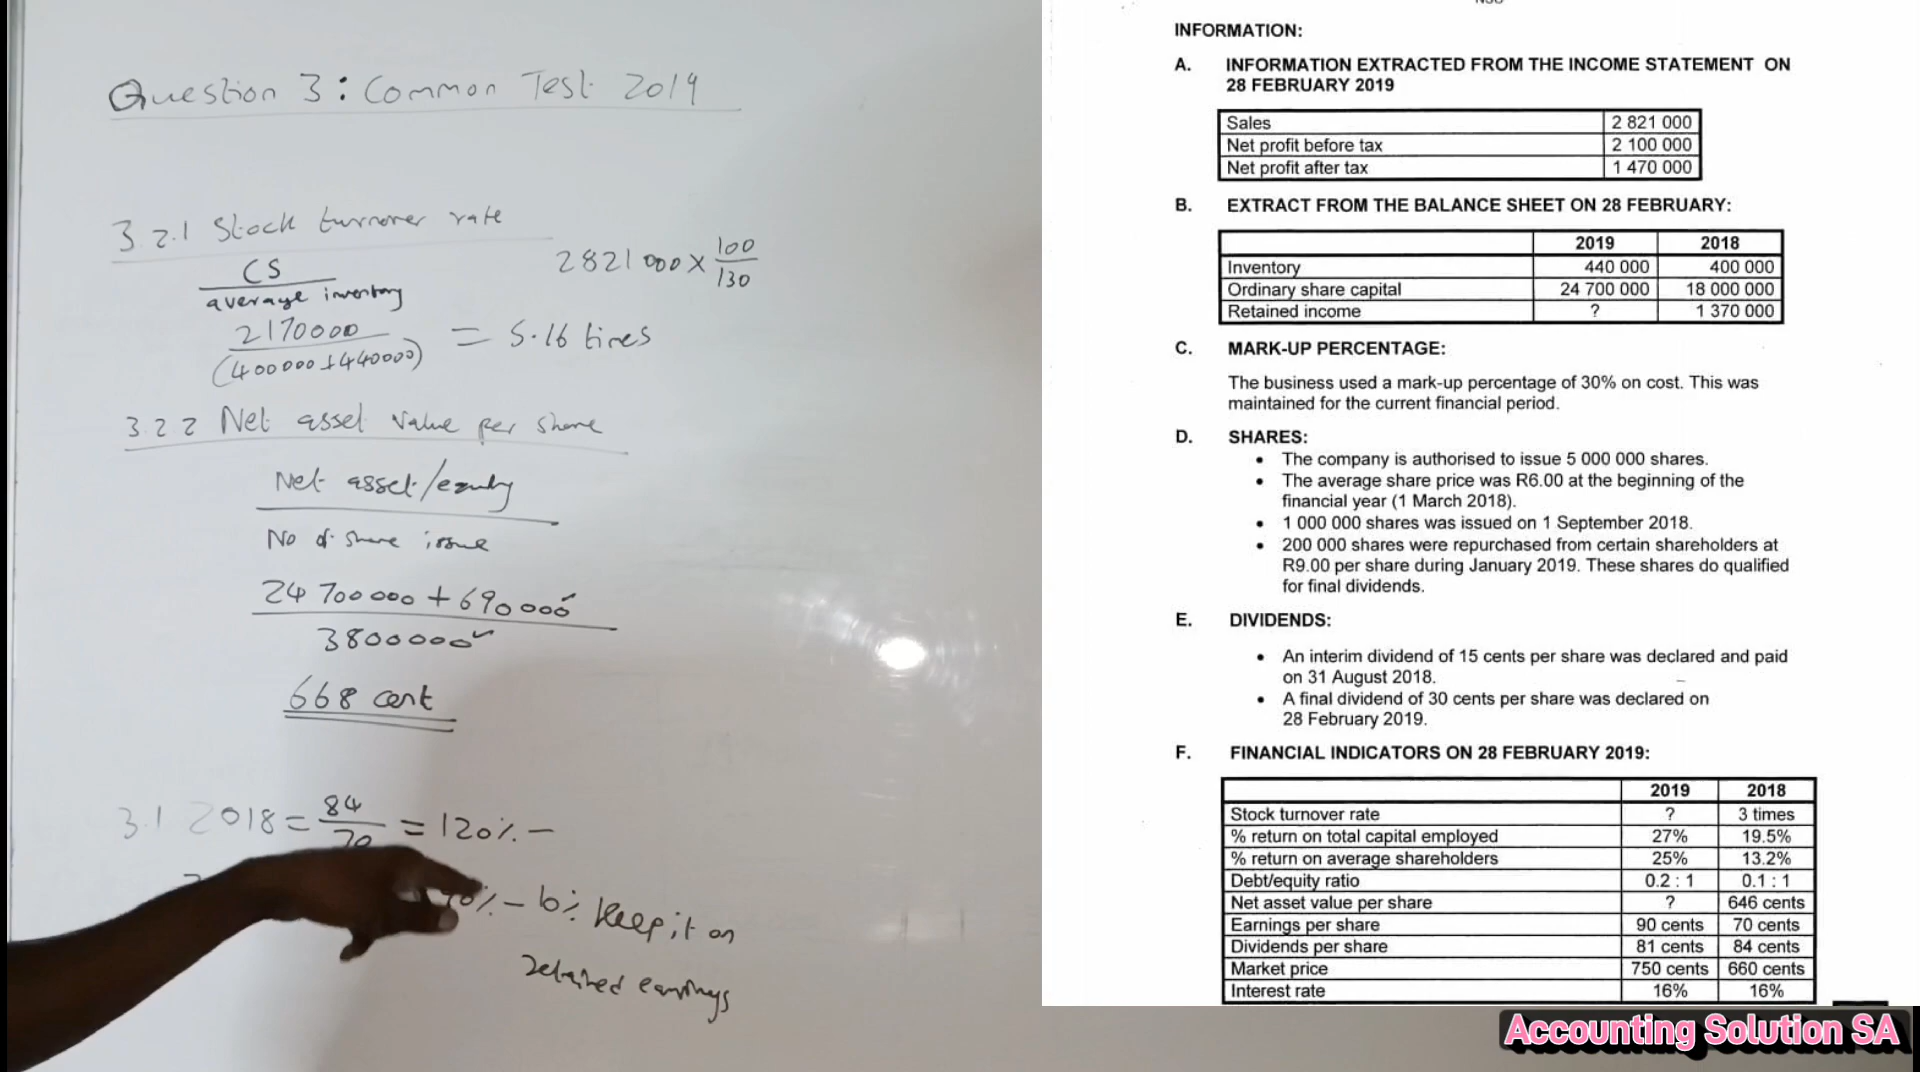 Question 3: Common Test 2019
3.2.1 Stock turnover rate
CS
average inventory
2821 000 × 100
130
2170000
(400000+440000)
= 5.16 times
3.2.2 Net asset value per share
Net asset/equity
No of share issue
24 700 000 + 690000
3800000
668 cent
3.1 2018 = 84
70
= 120% –
% –
% keep it on
retained earnings
INFORMATION:
A. INFORMATION EXTRACTED FROM THE INCOME STATEMENT ON
28 FEBRUARY 2019
Sales 2 821 000
Net profit before tax 2 100 000
Net profit after tax 1 470 000
B. EXTRACT FROM THE BALANCE SHEET ON 28 FEBRUARY:
2019 2018
Inventory 440 000 400 000
Ordinary share capital 24 700 000 18 000 000
Retained income ? 1 370 000
C. MARK-UP PERCENTAGE:
The business used a mark-up percentage of 30% on cost. This was
maintained for the current financial period.
D. SHARES:
• The company is authorised to issue 5 000 000 shares.
• The average share price was R6.00 at the beginning of the
financial year (1 March 2018).
• 1 000 000 shares was issued on 1 September 2018.
• 200 000 shares were repurchased from certain shareholders at
R9.00 per share during January 2019. These shares do qualified
for final dividends.
E. DIVIDENDS:
• An interim dividend of 15 cents per share was declared and paid
on 31 August 2018.
• A final dividend of 30 cents per share was declared on
28 February 2019.
F. FINANCIAL INDICATORS ON 28 FEBRUARY 2019:
2019 2018
Stock turnover rate ? 3 times
% return on total capital employed 27% 19.5%
% return on average shareholders 25% 13.2%
Debt/equity ratio 0.2 : 1 0.1 : 1
Net asset value per share ? 646 cents
Earnings per share 90 cents 70 cents
Dividends per share 81 cents 84 cents
Market price 750 cents 660 cents
Interest rate 16% 16%
Accounting Solution SA